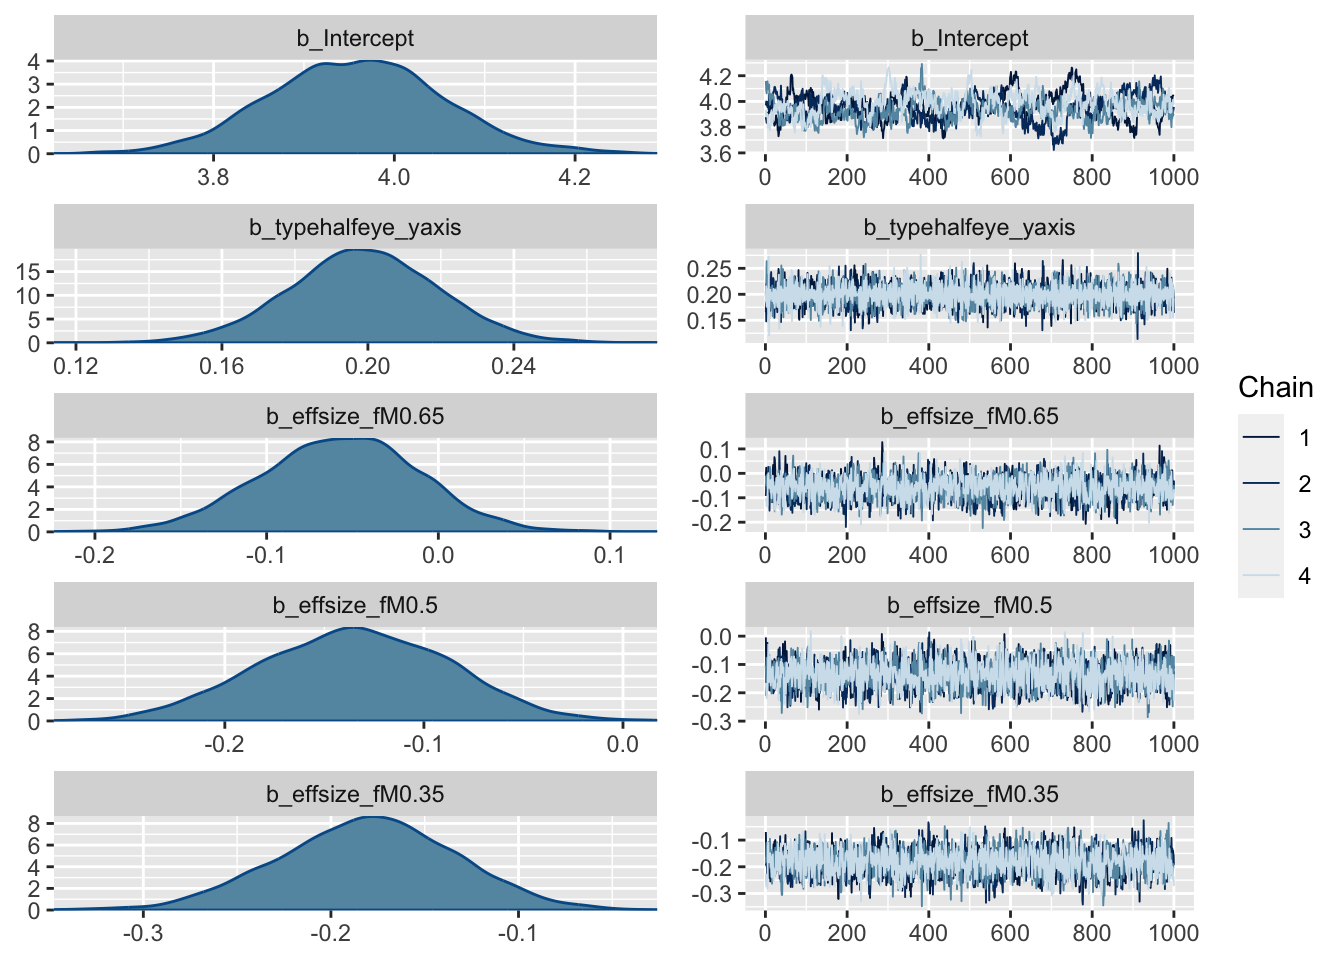 b_Intercept
4
3
2
1
0
3.8 4.0 4.2
b_Intercept
4.2
4.0
3.8
3.6
0 200 400 600 800 1000
b_typehalfeye_yaxis
15
10
5
0
0.12 0.16 0.20 0.24
b_typehalfeye_yaxis
0.25
0.20
0.15
0 200 400 600 800 1000
b_effsize_fM0.65
8
6
4
2
0
-0.2 -0.1 0.0 0.1
b_effsize_fM0.65
0.1
0.0
-0.1
-0.2
0 200 400 600 800 1000
b_effsize_fM0.5
8
6
4
2
0
-0.2 -0.1 0.0
b_effsize_fM0.5
0.0
-0.1
-0.2
-0.3
0 200 400 600 800 1000
b_effsize_fM0.35
8
6
4
2
0
-0.3 -0.2 -0.1
b_effsize_fM0.35
-0.1
-0.2
-0.3
0 200 400 600 800 1000
Chain
1
2
3
4